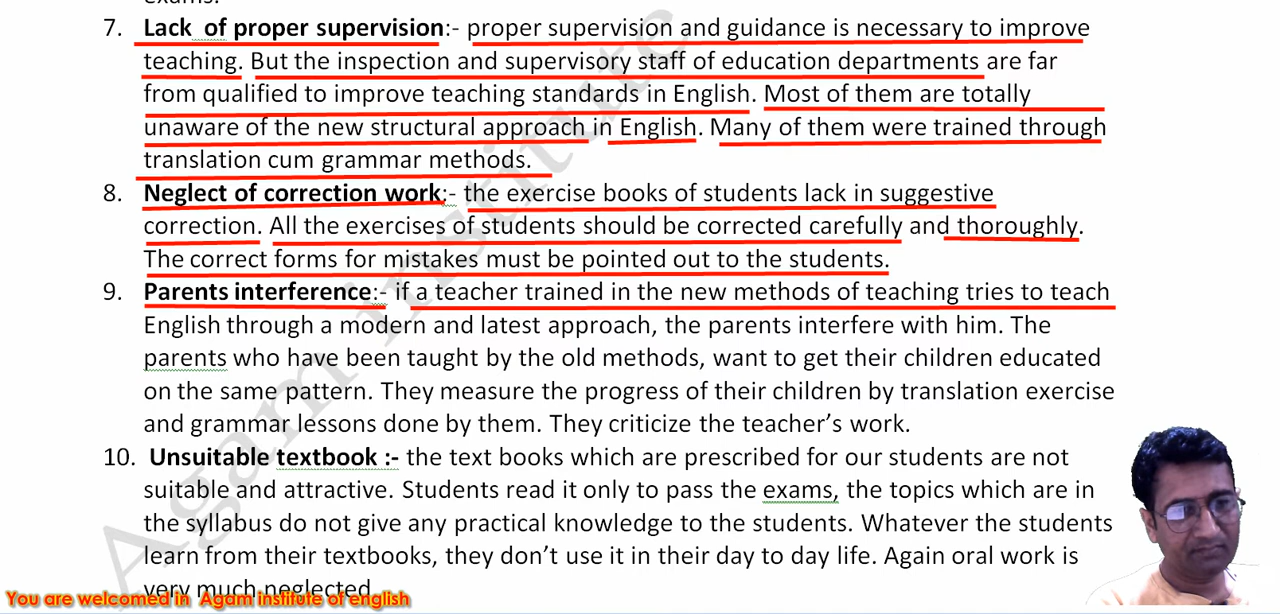 7. Lack of proper supervision:- proper supervision and guidance is necessary to improve
teaching. But the inspection and supervisory staff of education departments are far
from qualified to improve teaching standards in English. Most of them are totally
unaware of the new structural approach in English. Many of them were trained through
translation cum grammar methods.
8. Neglect of correction work:- the exercise books of students lack in suggestive
correction. All the exercises of students should be corrected carefully and thoroughly.
The correct forms for mistakes must be pointed out to the students.
9. Parents interference:- if a teacher trained in the new methods of teaching tries to teach
English through a modern and latest approach, the parents interfere with him. The
parents who have been taught by the old methods, want to get their children educated
on the same pattern. They measure the progress of their children by translation exercise
and grammar lessons done by them. They criticize the teacher's work.
10. Unsuitable textbook :- the text books which are prescribed for our students are not
suitable and attractive. Students read it only to pass the exams, the topics which are in
the syllabus do not give any practical knowledge to the students. Whatever the students
learn from their textbooks, they don't use it in their day to day life. Again oral work is
very much neglected
You are welcomed in Agam institute of english
Agam institute